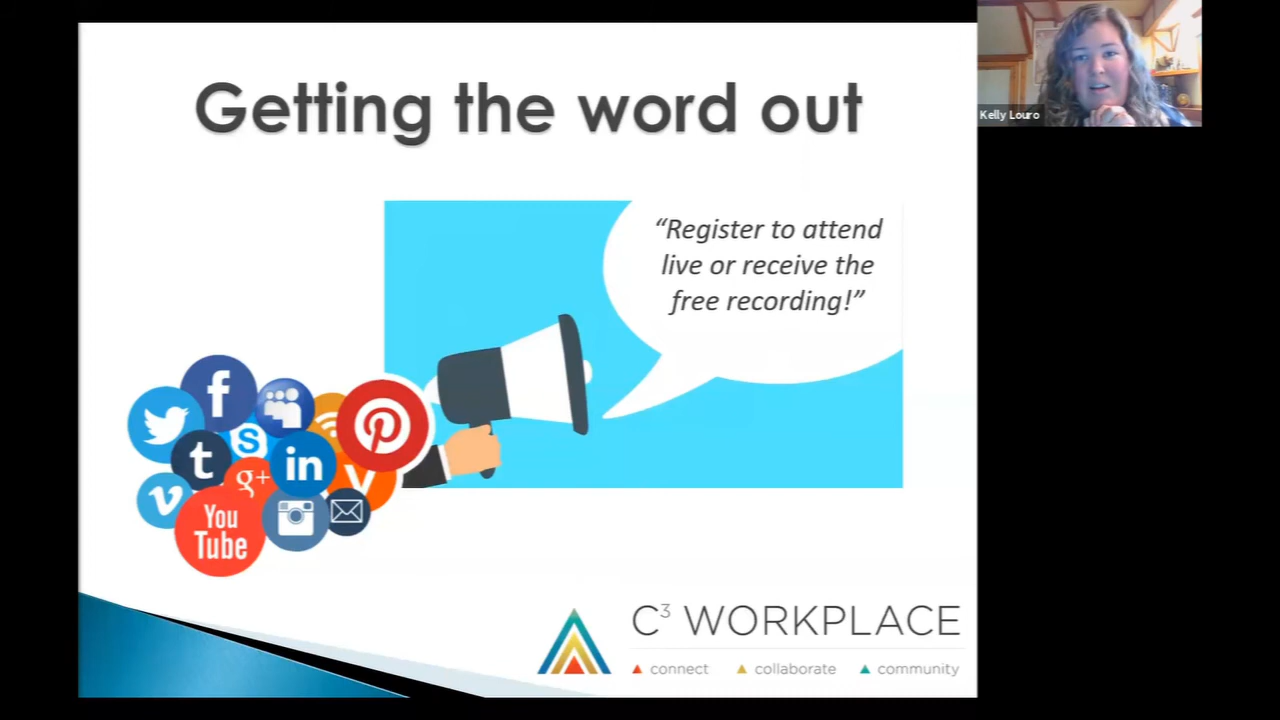 Getting the word out
Kelly Louro
“Register to attend
live or receive the
free recording!”
f
t
S
in
g+
V
You
Tube
C³ WORKPLACE
connect collaborate community